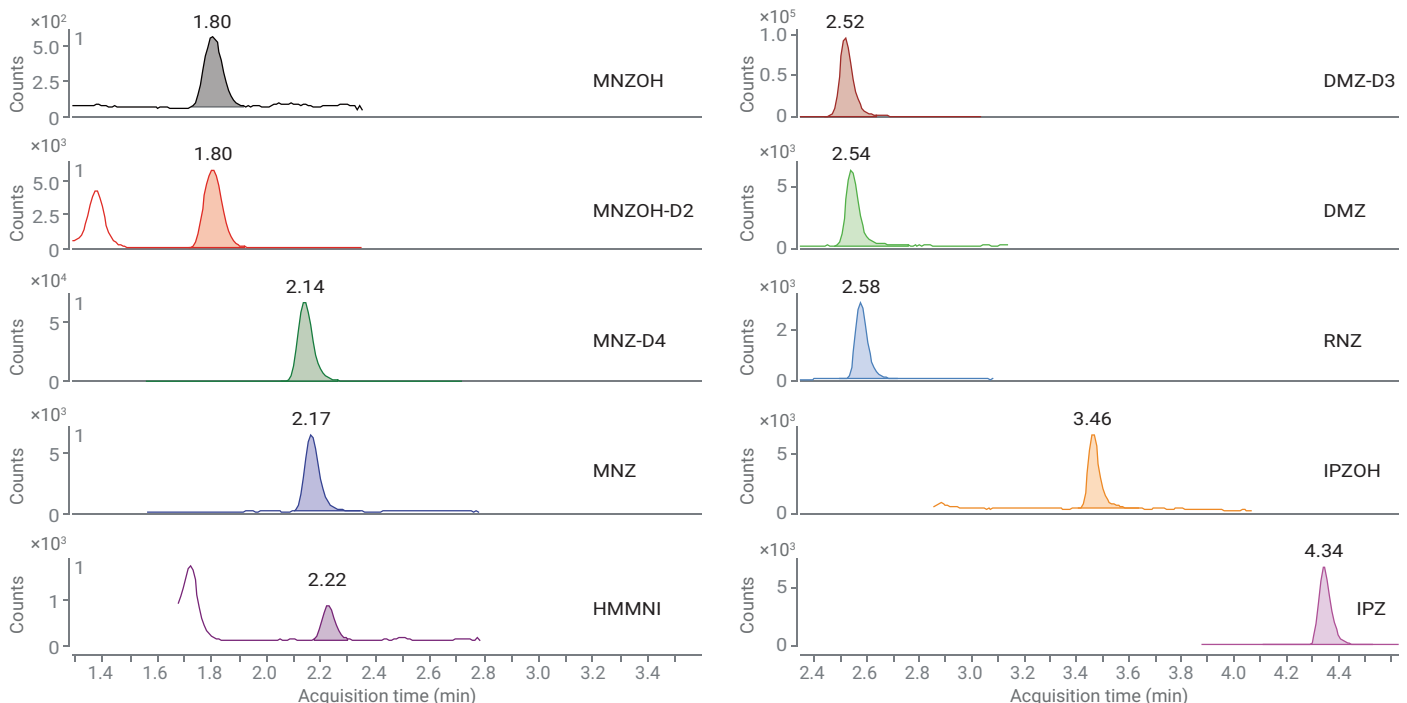 ×10²
1.80
5.0
1
2.5
0
Counts
MNZOH
×10³
1.80
5.0
1
2.5
0
Counts
MNZOH-D2
×10⁴
2.14
1
5
0
Counts
MNZ-D4
×10³
2.17
1
5
0
Counts
MNZ
×10³
2.22
1
1
0
Counts
HMMNI
1.4 1.6 1.8 2.0 2.2 2.4 2.6 2.8 3.0 3.2 3.4
Acquisition time (min)
×10⁵
2.52
1.0
0.5
0
Counts
DMZ-D3
×10³
2.54
5
0
Counts
DMZ
×10³
2.58
2
0
Counts
RNZ
×10³
3.46
5
0
Counts
IPZOH
×10³
4.34
5
0
Counts
IPZ
2.4 2.6 2.8 3.0 3.2 3.4 3.6 3.8 4.0 4.2 4.4
Acquisition time (min)